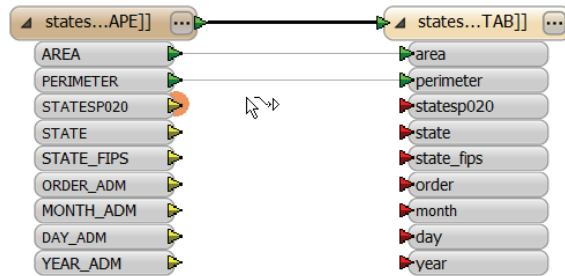 states...APE]]
states...TAB]]
AREA
area
PERIMETER
perimeter
STATESP020
statesp020
STATE
state
STATE_FIPS
state_fips
ORDER_ADM
order
MONTH_ADM
month
DAY_ADM
day
YEAR_ADM
year